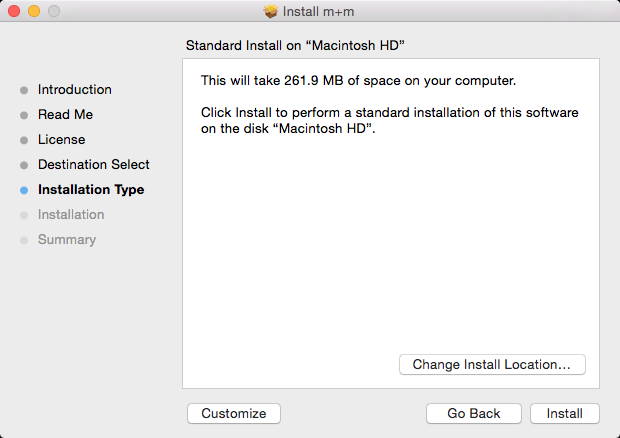 Install m+m
Standard Install on “Macintosh HD”
Introduction
Read Me
License
Destination Select
Installation Type
Installation
Summary
This will take 261.9 MB of space on your computer.
Click Install to perform a standard installation of this software
on the disk “Macintosh HD”.
Change Install Location...
Customize
Go Back
Install